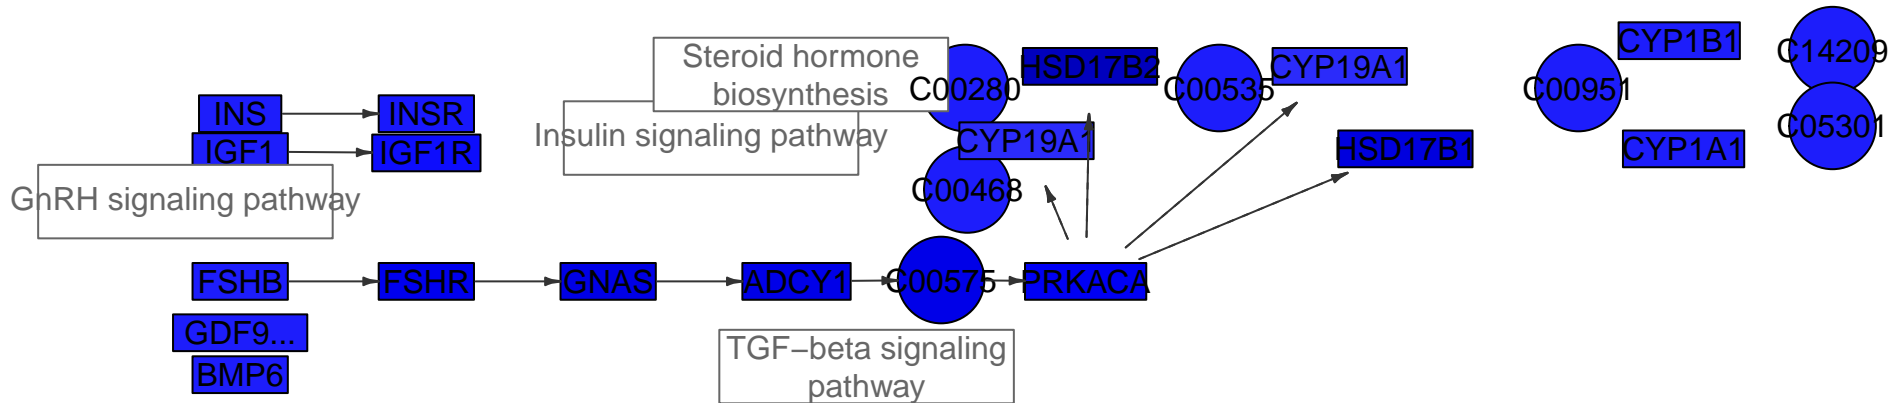 CYP1B1
C14209
Steroid hormone
biosynthesis
C00280
HSD17B2
C00535
CYP19A1
C00951
INS
INSR
Insulin signaling pathway
CYP19A1
HSD17B1
CYP1A1
C05301
IGF1
IGF1R
GnRH signaling pathway
C00468
FSHB
FSHR
GNAS
ADCY1
C00575
PRKACA
GDF9...
TGF−beta signaling
pathway
BMP6